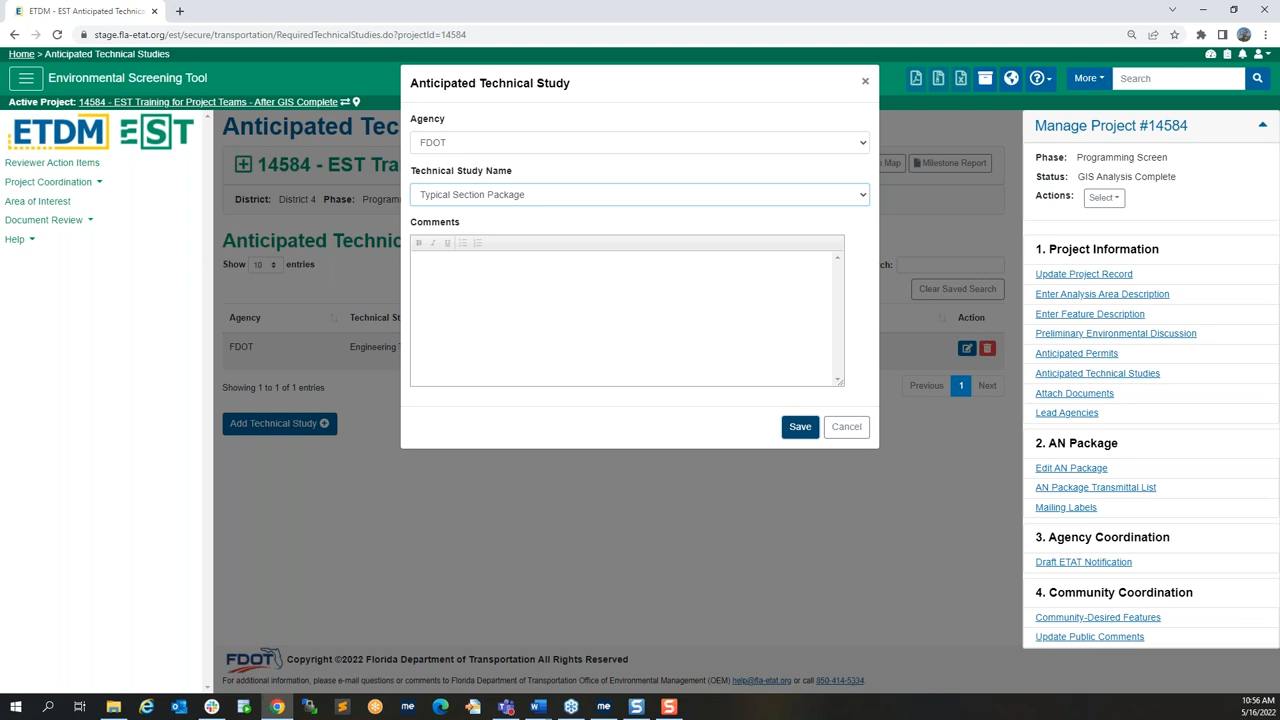 ETDM - EST Anticipated Technica
stage.fla-etat.org/est/secure/transportation/RequiredTechnicalStudies.do?projectId=14584
Home > Anticipated Technical Studies
Environmental Screening Tool
More
Search
Active Project: 14584 - EST Training for Project Teams - After GIS Complete
ETDM EST
Reviewer Action Items
Project Coordination
Area of Interest
Document Review
Help
Anticipated Tec
14584 - EST Tra
Map
Milestone Report
District: District 4 Phase: Program
Anticipated Technic
Show 10 entries
ch:
Clear Saved Search
Agency
Technical St
Action
FDOT
Engineering T
Showing 1 to 1 of 1 entries
Previous 1 Next
Add Technical Study
Anticipated Technical Study
×
Agency
FDOT
Technical Study Name
Typical Section Package
Comments
B I U
Save
Cancel
Manage Project #14584
Phase: Programming Screen
Status: GIS Analysis Complete
Actions: Select
1. Project Information
Update Project Record
Enter Analysis Area Description
Enter Feature Description
Preliminary Environmental Discussion
Anticipated Permits
Anticipated Technical Studies
Attach Documents
Lead Agencies
2. AN Package
Edit AN Package
AN Package Transmittal List
Mailing Labels
3. Agency Coordination
Draft ETAT Notification
4. Community Coordination
Community-Desired Features
Update Public Comments
FDOT Copyright ©2022 Florida Department of Transportation All Rights Reserved
For additional information, please e-mail questions or comments to Florida Department of Transportation Office of Environmental Management (OEM) help@fla-etat.org or call 850-414-5334.
me
me
10:56 AM
5/16/2022